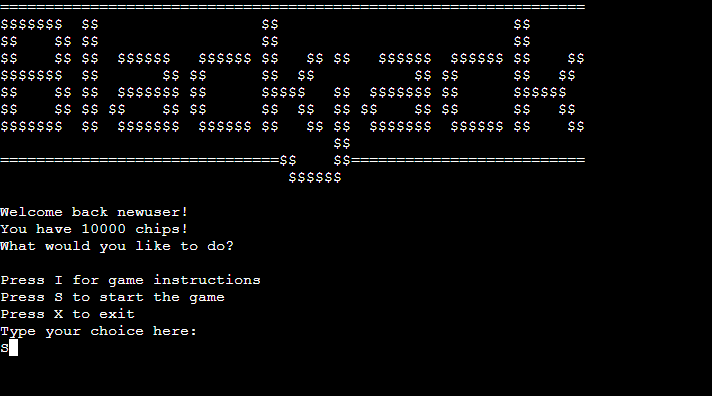 =================================================================
$$$$$$$  $$                  $$                          $$
$$    $$ $$                  $$                          $$
$$    $$ $$  $$$$$$   $$$$$$ $$   $$ $$   $$$$$$  $$$$$$ $$    $$
$$$$$$$  $$       $$ $$      $$  $$           $$ $$      $$   $$
$$    $$ $$  $$$$$$$ $$      $$$$$   $$  $$$$$$$ $$      $$$$$$
$$    $$ $$ $$    $$ $$      $$  $$  $$ $$    $$ $$      $$   $$
$$$$$$$  $$  $$$$$$$  $$$$$$ $$   $$ $$  $$$$$$$  $$$$$$ $$    $$
                                     $$
===============================$$    $$==========================
                                $$$$$$
Welcome back newuser!
You have 10000 chips!
What would you like to do?
Press I for game instructions
Press S to start the game
Press X to exit
Type your choice here:
S